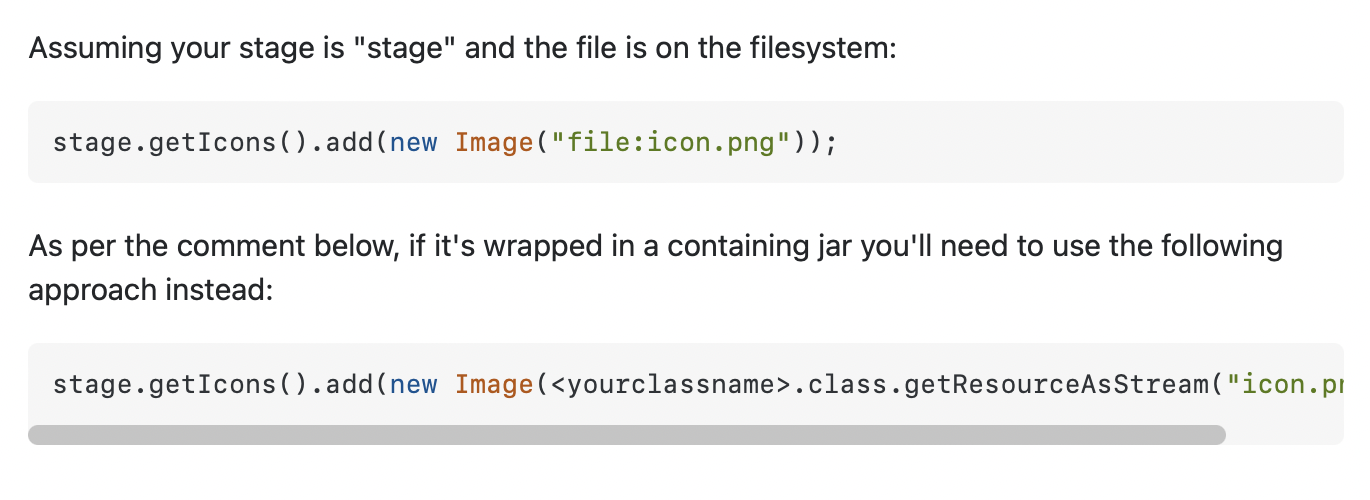 Assuming your stage is "stage" and the file is on the filesystem:
stage.getIcons().add(new Image("file:icon.png"));
As per the comment below, if it's wrapped in a containing jar you'll need to use the following
approach instead:
stage.getIcons().add(new Image(<yourclassname>.class.getResourceAsStream("icon.pn